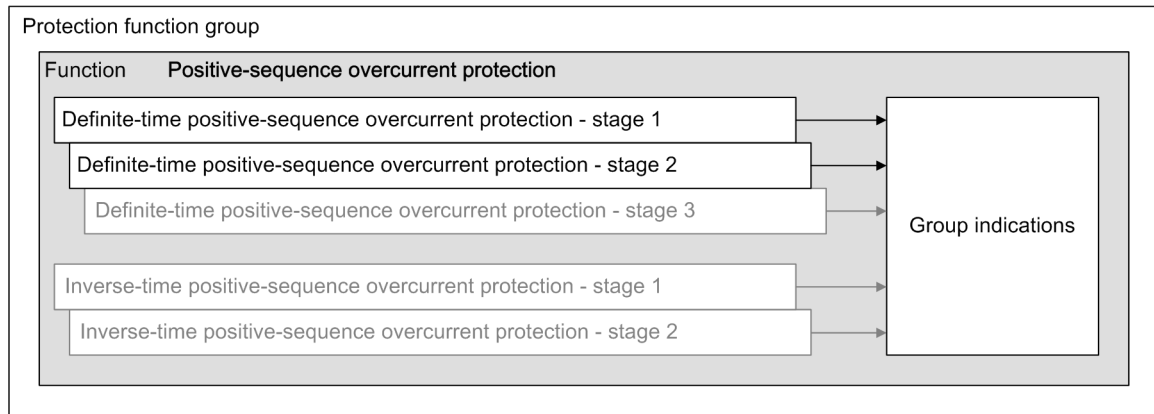 Protection function group
Function Positive-sequence overcurrent protection
Definite-time positive-sequence overcurrent protection - stage 1
Definite-time positive-sequence overcurrent protection - stage 2
Definite-time positive-sequence overcurrent protection - stage 3
Group indications
Inverse-time positive-sequence overcurrent protection - stage 1
Inverse-time positive-sequence overcurrent protection - stage 2